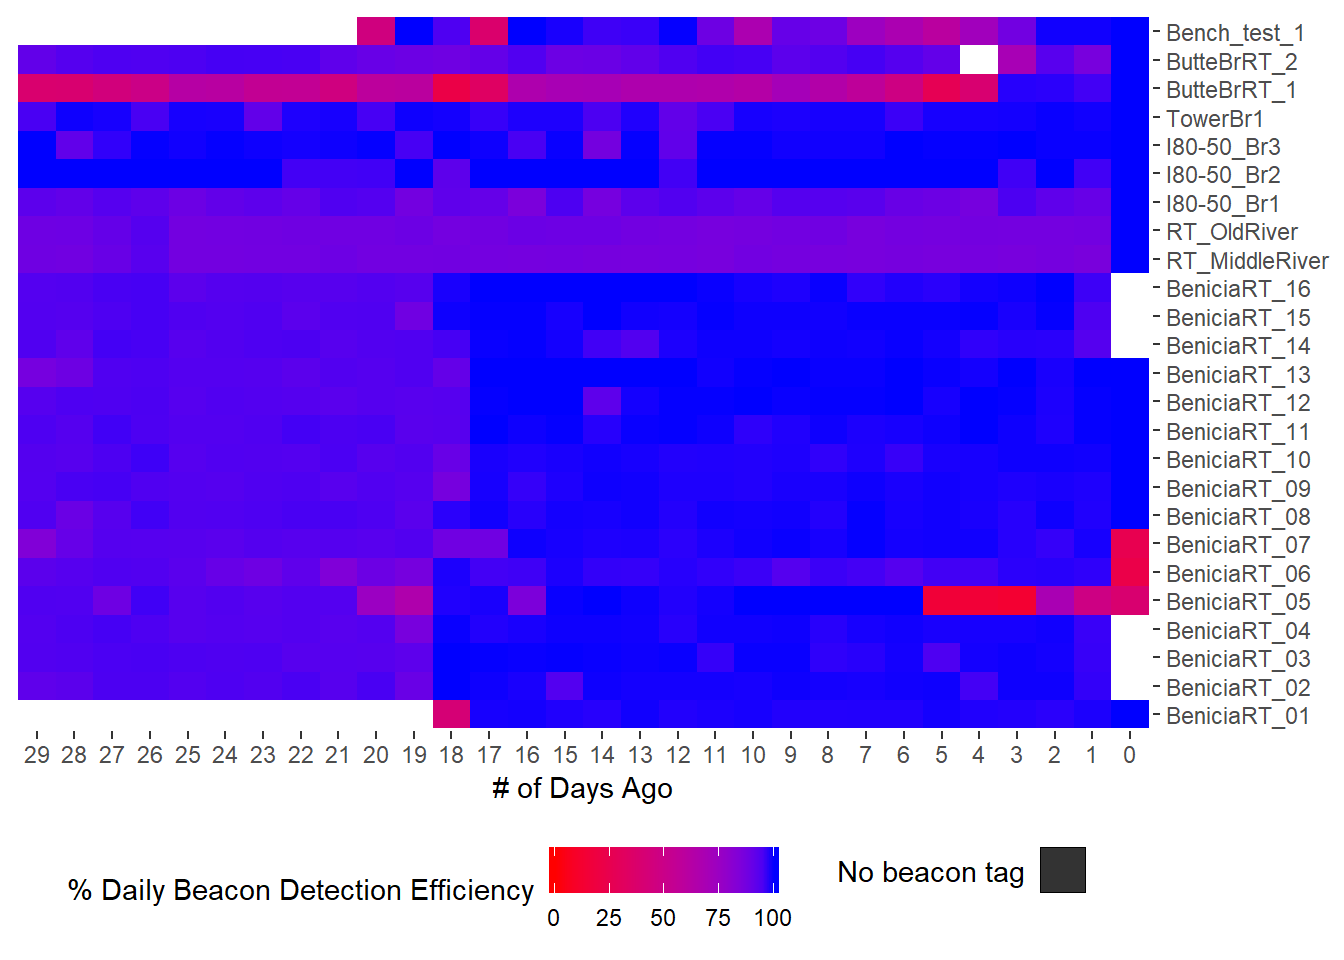 Bench_test_1
ButteBrRT_2
ButteBrRT_1
TowerBr1
I80-50_Br3
I80-50_Br2
I80-50_Br1
RT_OldRiver
RT_MiddleRiver
BeniciaRT_16
BeniciaRT_15
BeniciaRT_14
BeniciaRT_13
BeniciaRT_12
BeniciaRT_11
BeniciaRT_10
BeniciaRT_09
BeniciaRT_08
BeniciaRT_07
BeniciaRT_06
BeniciaRT_05
BeniciaRT_04
BeniciaRT_03
BeniciaRT_02
BeniciaRT_01
29 28 27 26 25 24 23 22 21 20 19 18 17 16 15 14 13 12 11 10 9 8 7 6 5 4 3 2 1 0
# of Days Ago
% Daily Beacon Detection Efficiency
0 25 50 75 100
No beacon tag